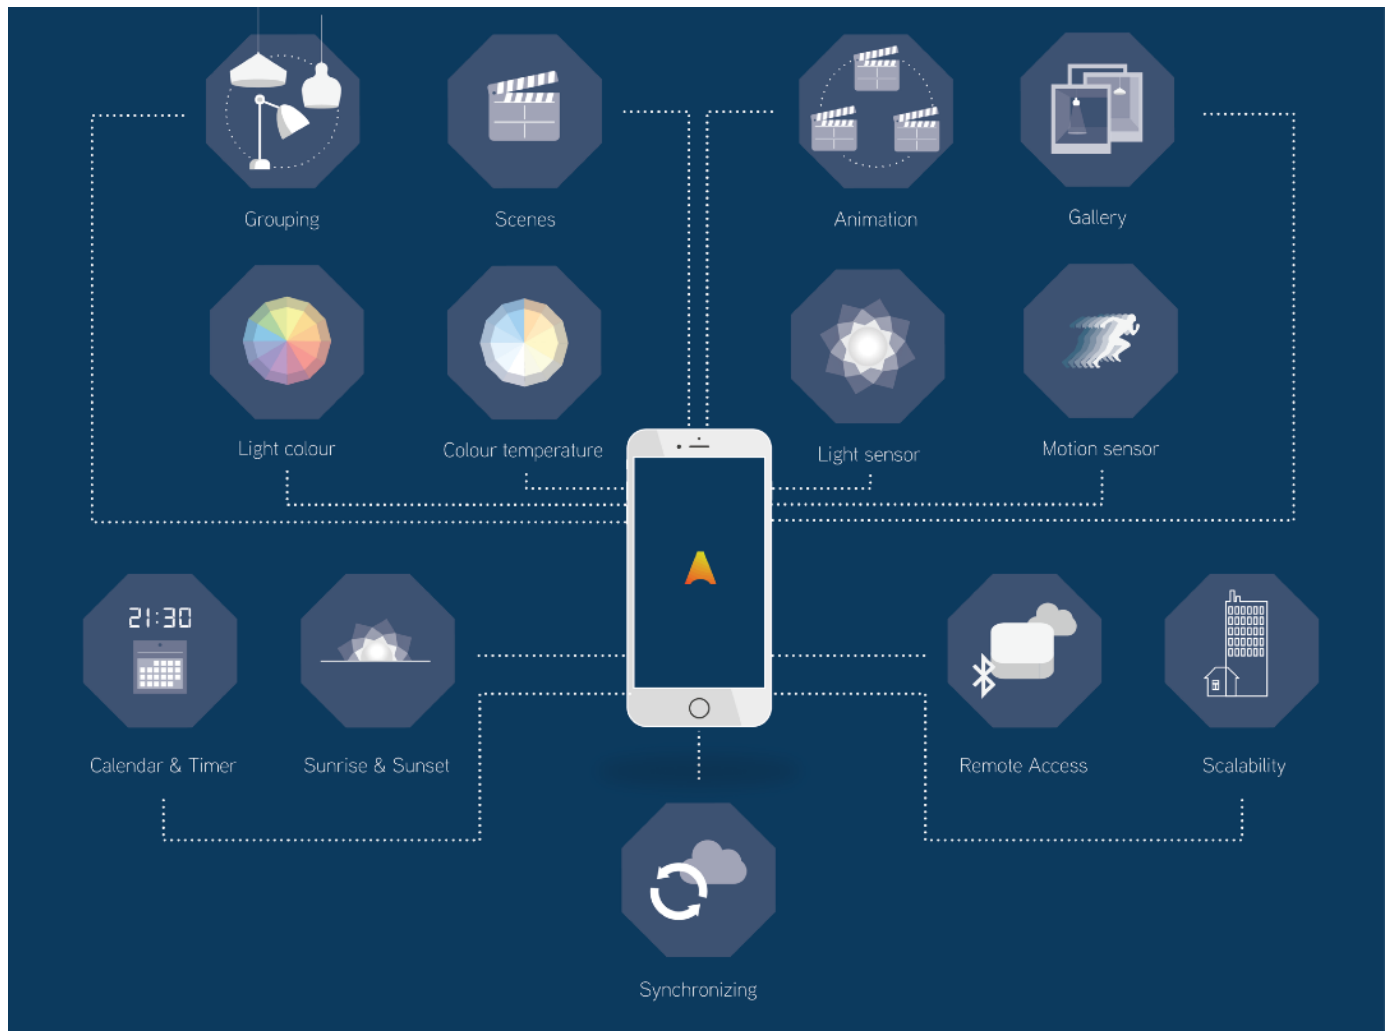 Grouping
Scenes
Animation
Gallery
Light colour
Colour temperature
Light sensor
Motion sensor
21:30
Calendar & Timer
Sunrise & Sunset
Remote Access
Scalability
Synchronizing